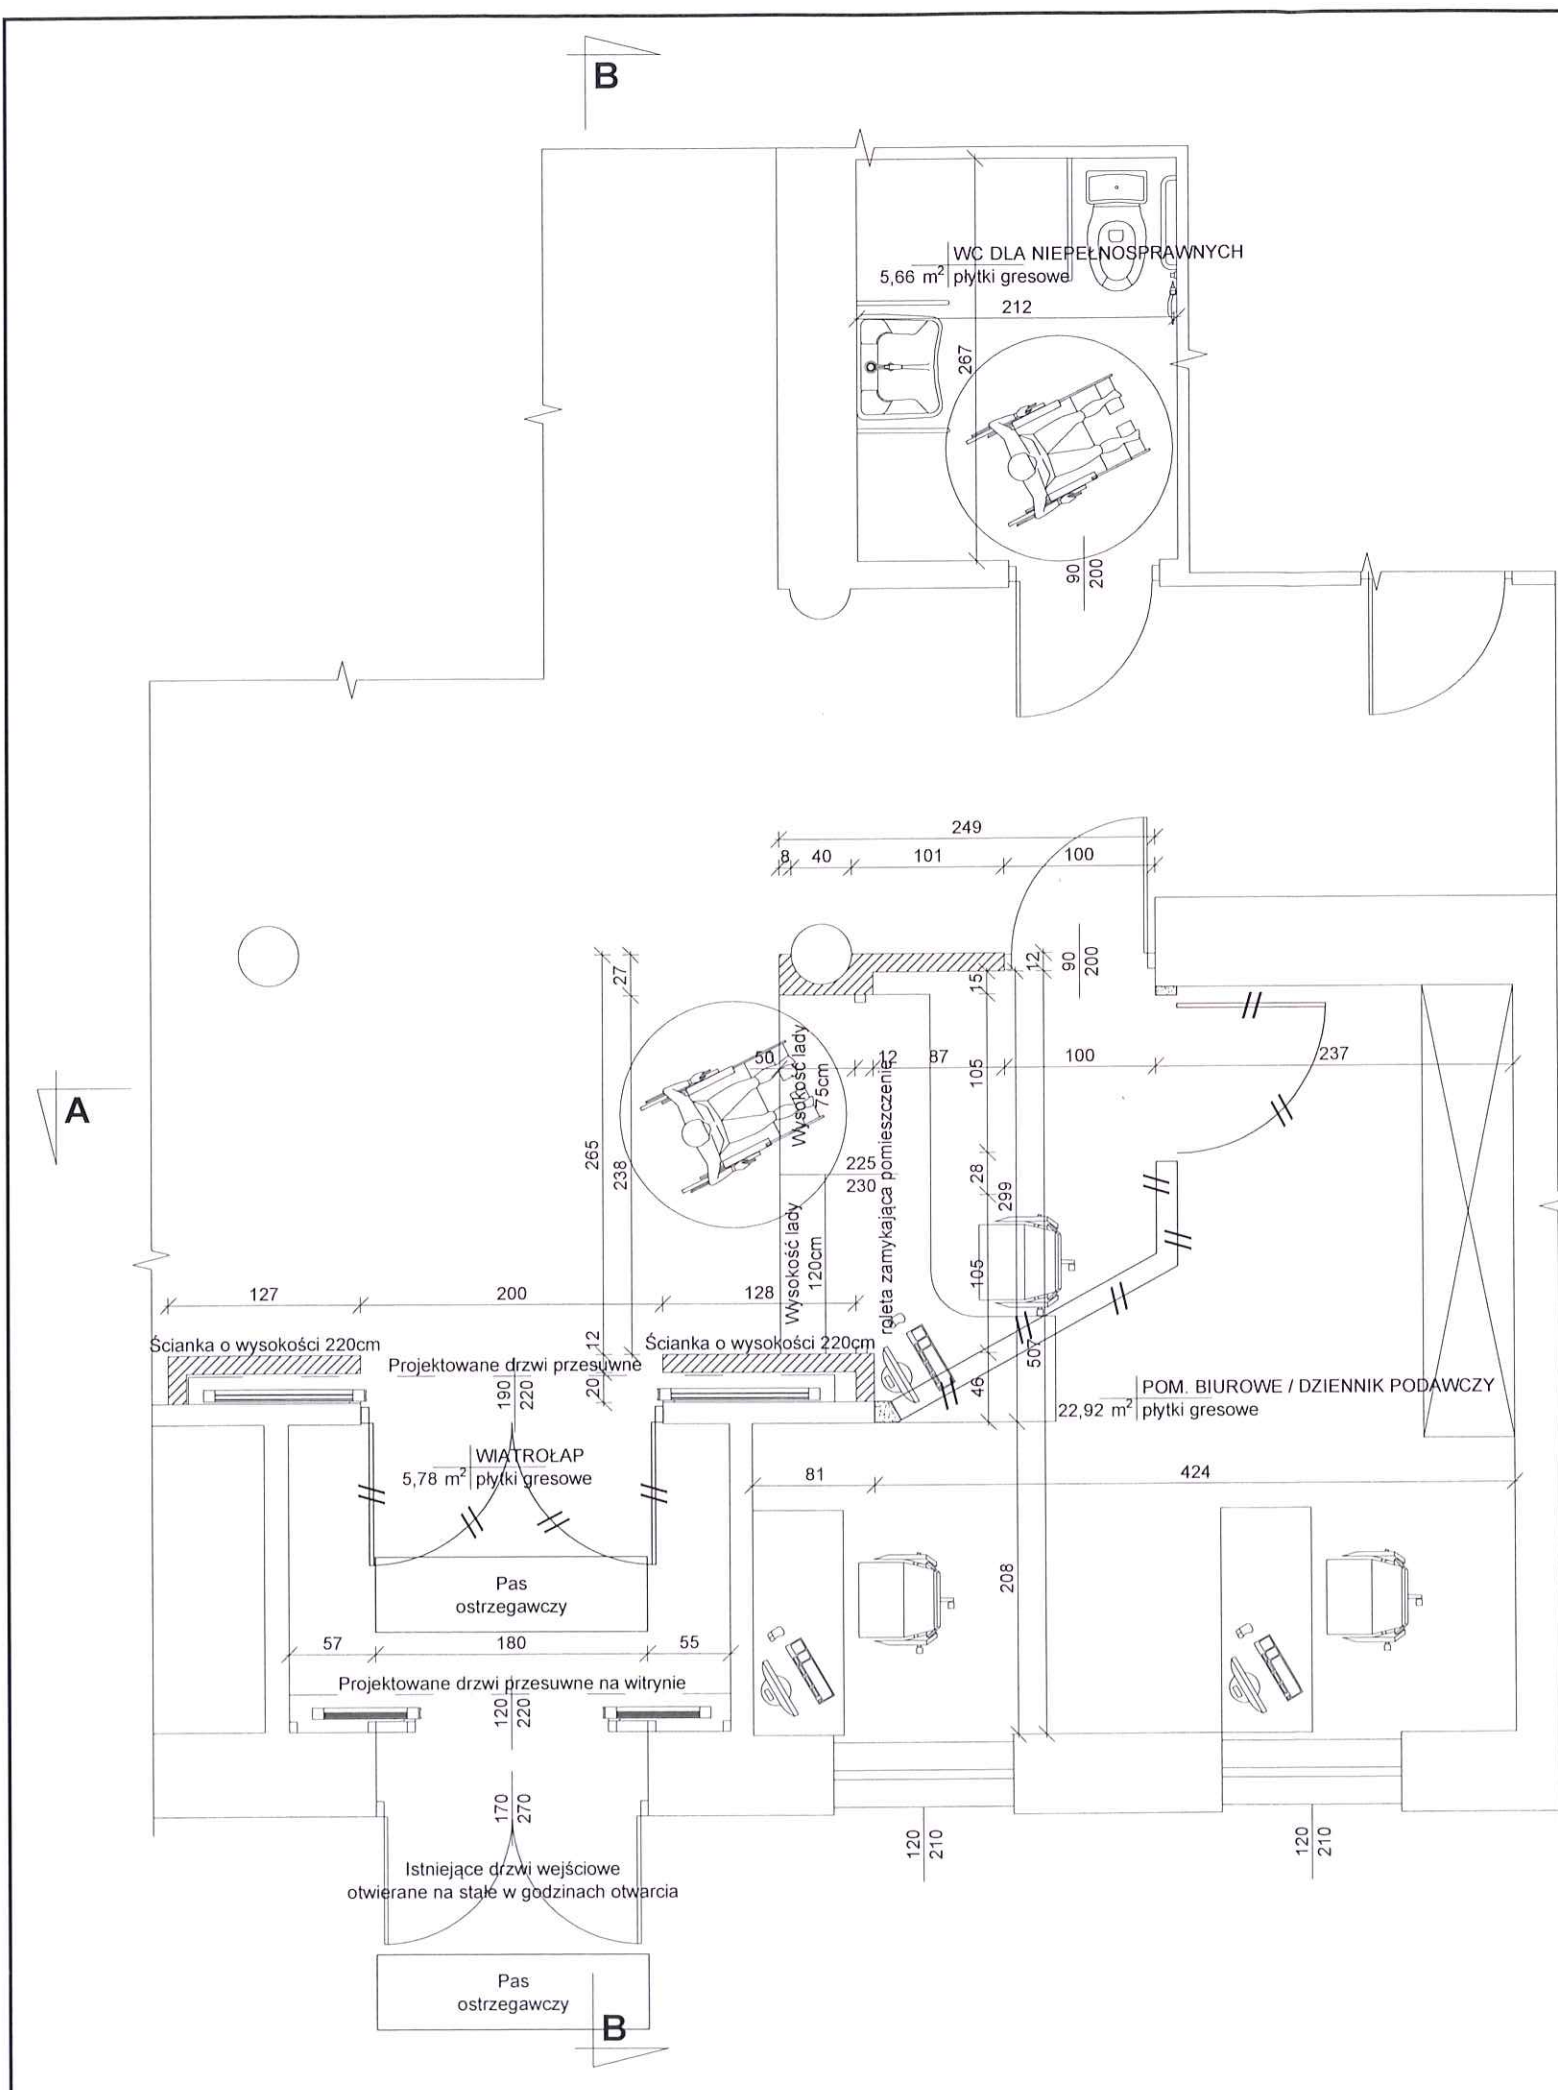 B
WC DLA NIEPEŁNOSPRAWNYCH
5,66 m² płytki gresowe
212
267
90
200
249
8
40
101
100
27
15
12
90
200
A
50
12
87
100
237
Wysokość lady
75cm
105
265
238
225
230
28
299
roleta zamykająca pomieszczenie
Wysokość lady
120cm
105
127
200
128
12
Ścianka o wysokości 220cm
Ścianka o wysokości 220cm
Projektowane drzwi przesuwne
20
190
220
46
507
POM. BIUROWE / DZIENNIK PODAWCZY
22,92 m² płytki gresowe
WIATROŁAP
5,78 m² płytki gresowe
81
424
Pas
ostrzegawczy
208
57
180
55
Projektowane drzwi przesuwne na witrynie
120
220
170
270
120
210
120
210
Istniejące drzwi wejściowe
otwierane na stałe w godzinach otwarcia
Pas
ostrzegawczy
B